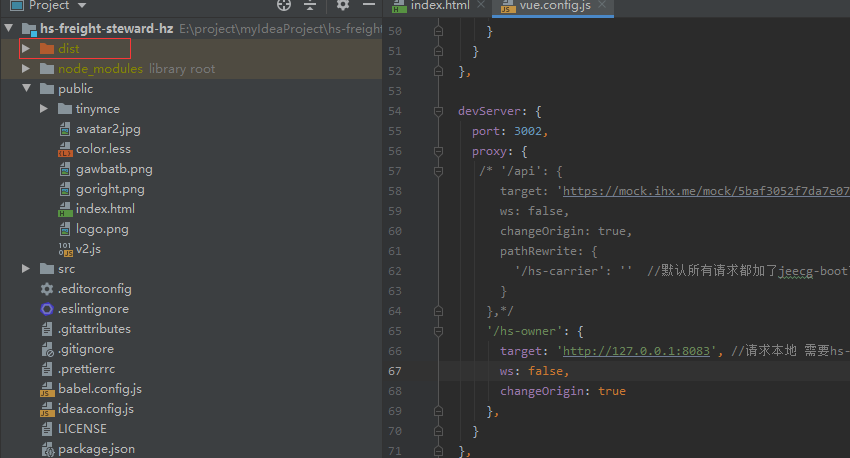 Project
hs-freight-steward-hz E:\project\myIdeaProject\hs-freight
dist
node_modules library root
public
tinymce
avatar2.jpg
color.less
gawbatb.png
goright.png
index.html
logo.png
v2.js
src
.editorconfig
.eslintignore
.gitattributes
.gitignore
.prettierrc
babel.config.js
idea.config.js
LICENSE
package.json
index.html
vue.config.js
50 }
51 }
52 },
53
54 devServer: {
55 port: 3002,
56 proxy: {
57 /* '/api': {
58 target: 'https://mock.ihx.me/mock/5baf3052f7da7e07
59 ws: false,
60 changeOrigin: true,
61 pathRewrite: {
62 '/hs-carrier': '' //默认所有请求都加了jeecg-boot
63 }
64 },*/
65 '/hs-owner': {
66 target: 'http://127.0.0.1:8083', //请求本地 需要hs-
67 ws: false,
68 changeOrigin: true
69 },
70 }
71 },